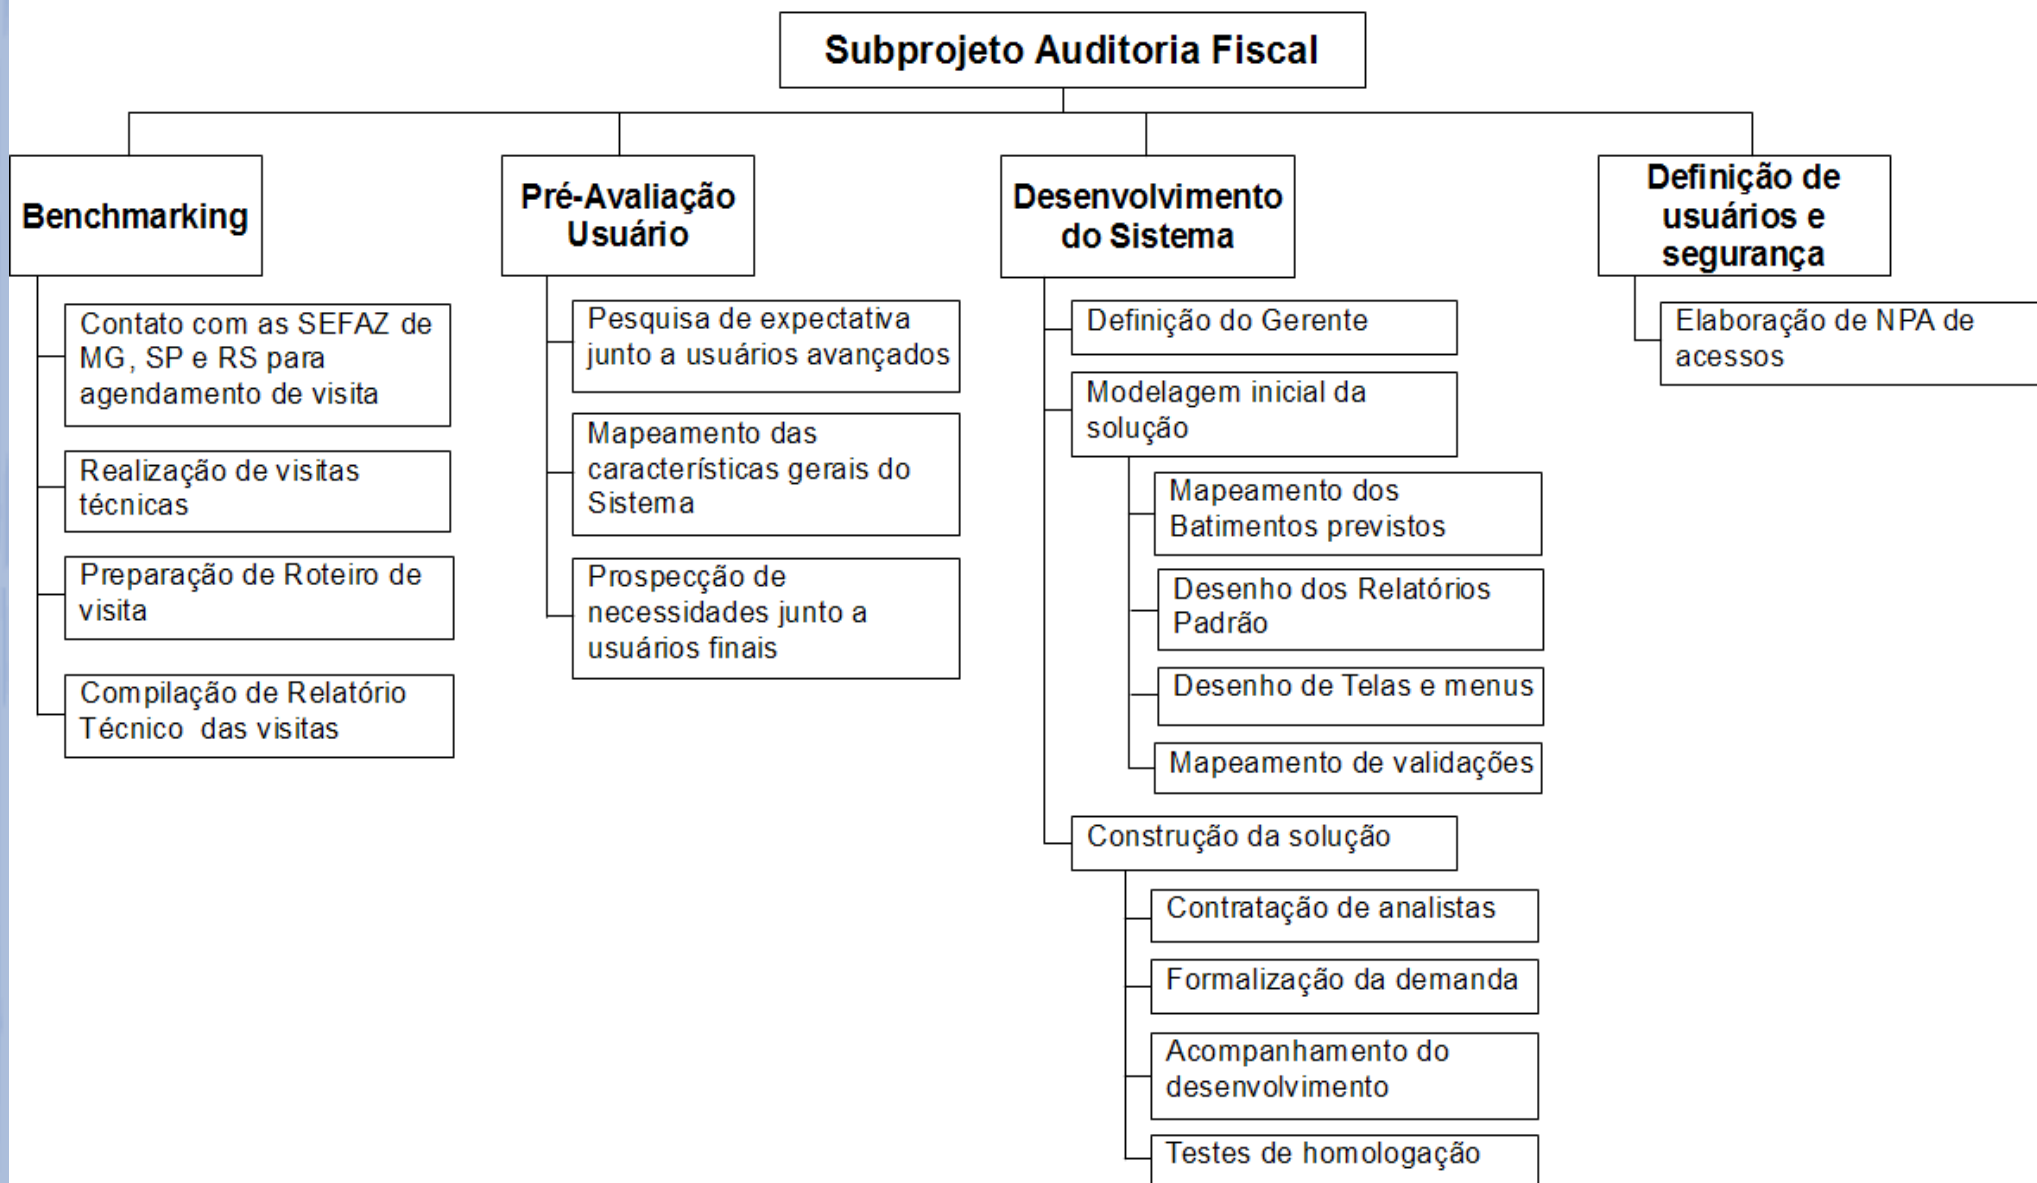 Subprojeto Auditoria Fiscal
Benchmarking
Contato com as SEFAZ de
MG, SP e RS para
agendamento de visita
Realização de visitas
técnicas
Preparação de Roteiro de
visita
Compilação de Relatório
Técnico das visitas
Pré-Avaliação
Usuário
Pesquisa de expectativa
junto a usuários avançados
Mapeamento das
características gerais do
Sistema
Prospecção de
necessidades junto a
usuários finais
Desenvolvimento
do Sistema
Definição do Gerente
Modelagem inicial da
solução
Mapeamento dos
Batimentos previstos
Desenho dos Relatórios
Padrão
Desenho de Telas e menus
Mapeamento de validações
Construção da solução
Contratação de analistas
Formalização da demanda
Acompanhamento do
desenvolvimento
Testes de homologação
Definição de
usuários e
segurança
Elaboração de NPA de
acessos